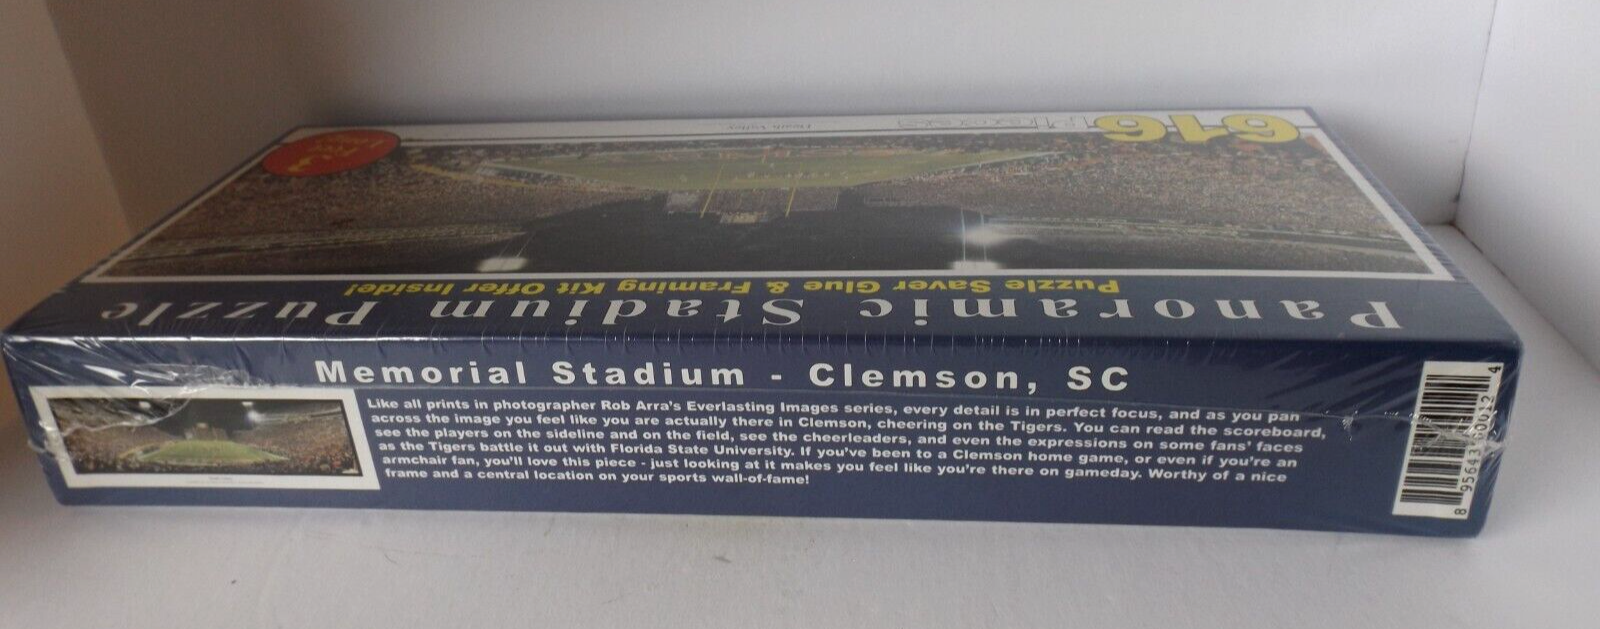 616
PIECES
Death Valley
3
Puzzle Saver Glue & Framing Kit Offer Inside!
Panoramic Stadium Puzzle
Memorial Stadium - Clemson, SC
Like all prints in photographer Rob Arra's Everlasting Images series, every detail is in perfect focus, and as you pan
across the image you feel like you are actually there in Clemson, cheering on the Tigers. You can read the scoreboard,
see the players on the sideline and on the field, see the cheerleaders, and even the expressions on some fans' faces
as the Tigers battle it out with Florida State University. If you've been to a Clemson home game, or even if you're an
armchair fan, you'll love this piece - just looking at it makes you feel like you're there on gameday. Worthy of a nice
frame and a central location on your sports wall-of-fame!